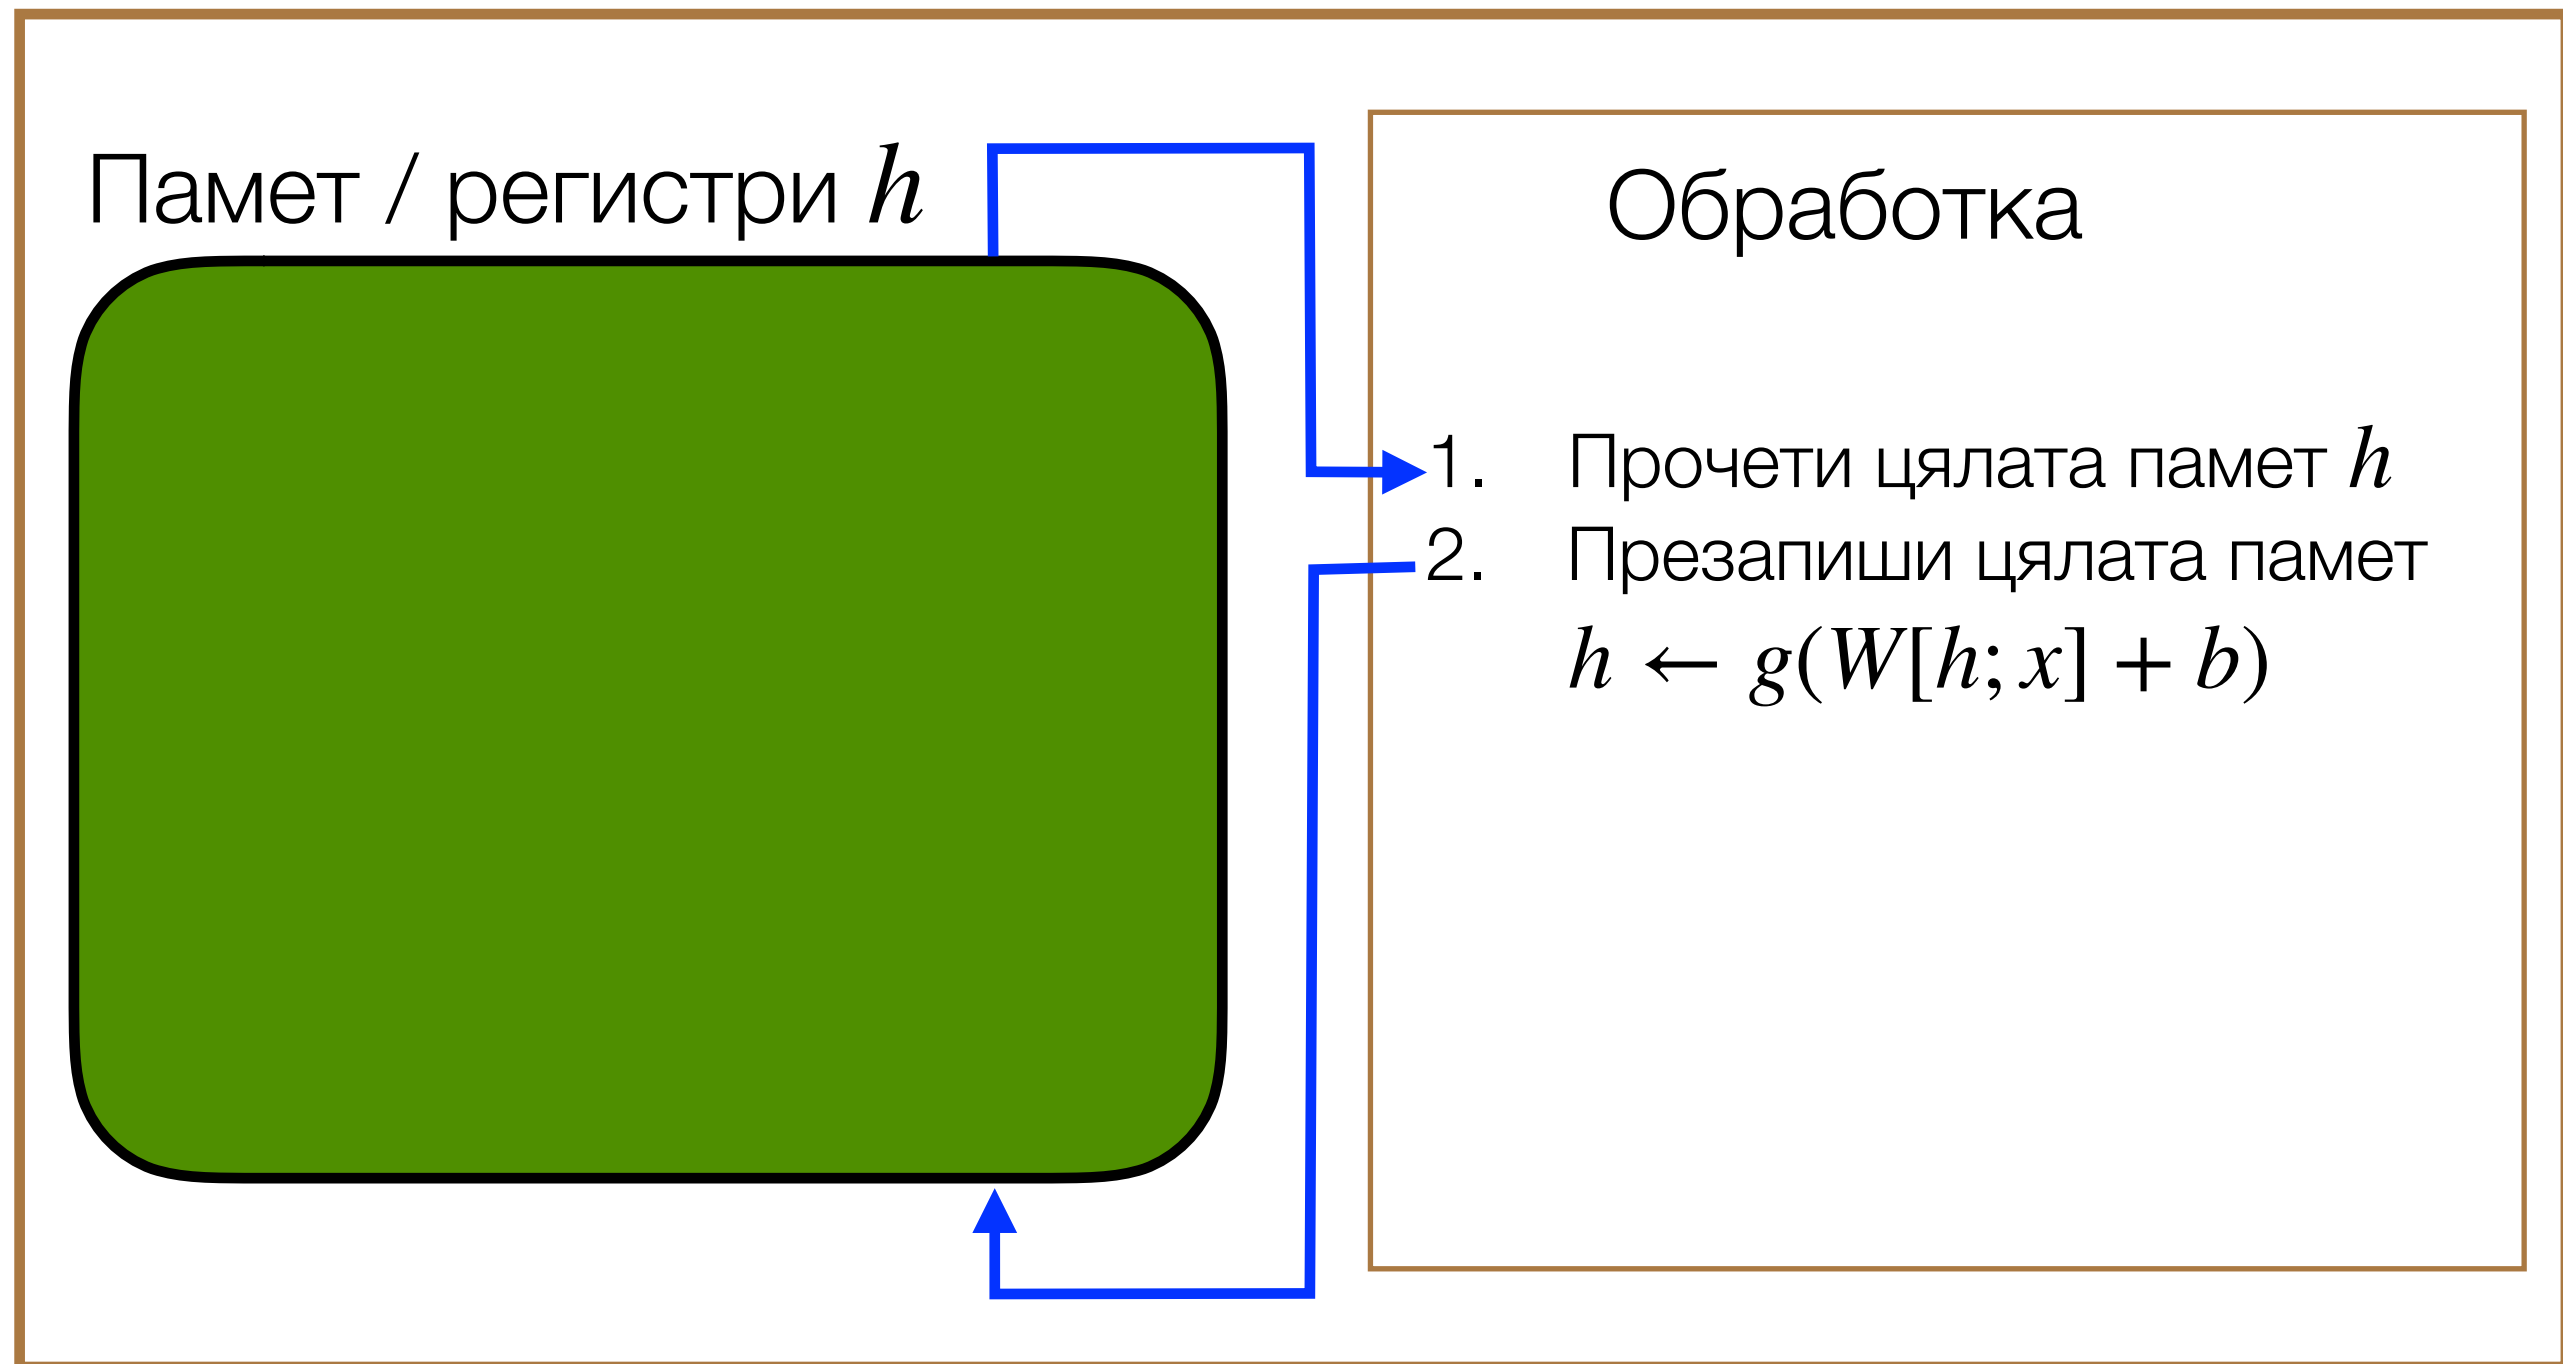 Памет / регистри h
Обработка
1. Прочети цялата памет h
2. Презапиши цялата памет
h ← g(W[h; x] + b)